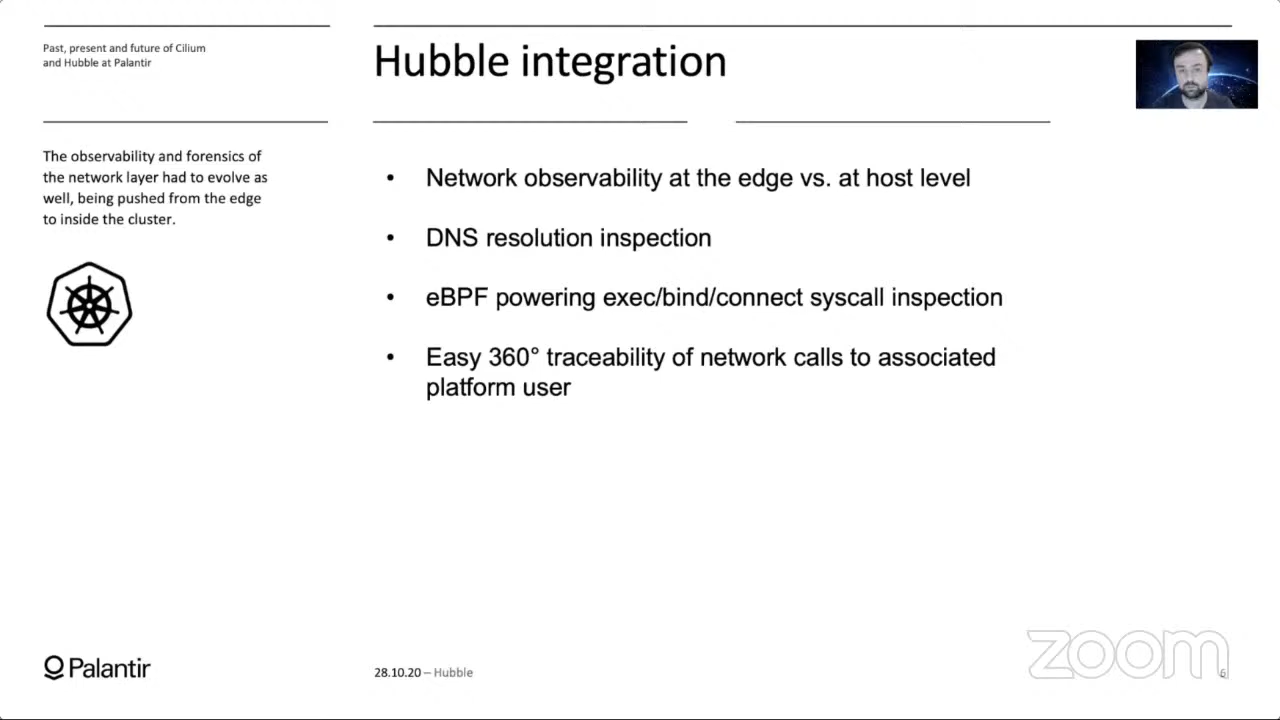 Past, present and future of Cilium
and Hubble at Palantir
Hubble integration
The observability and forensics of
the network layer had to evolve as
well, being pushed from the edge
to inside the cluster.
• Network observability at the edge vs. at host level
• DNS resolution inspection
• eBPF powering exec/bind/connect syscall inspection
• Easy 360° traceability of network calls to associated
platform user
Palantir
28.10.20 – Hubble
zoom
6